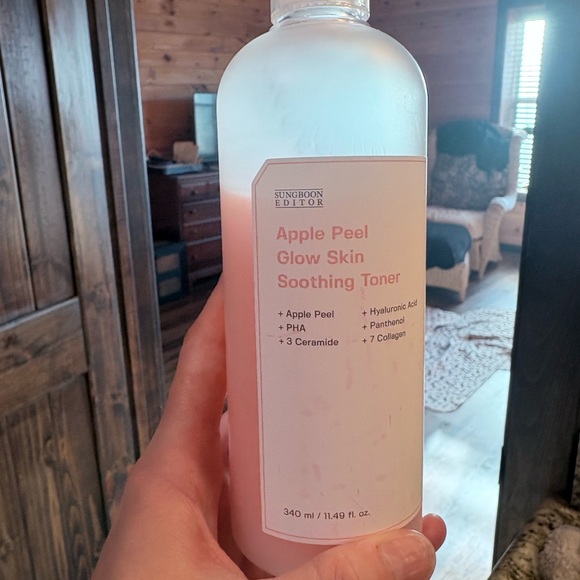 SUNGBOON
EDITOR
Apple Peel
Glow Skin
Soothing Toner
+ Apple Peel
+ PHA
+ 3 Ceramide
+ Hyaluronic Acid
+ Panthenol
+ 7 Collagen
340 ml / 11.49 fl. oz.